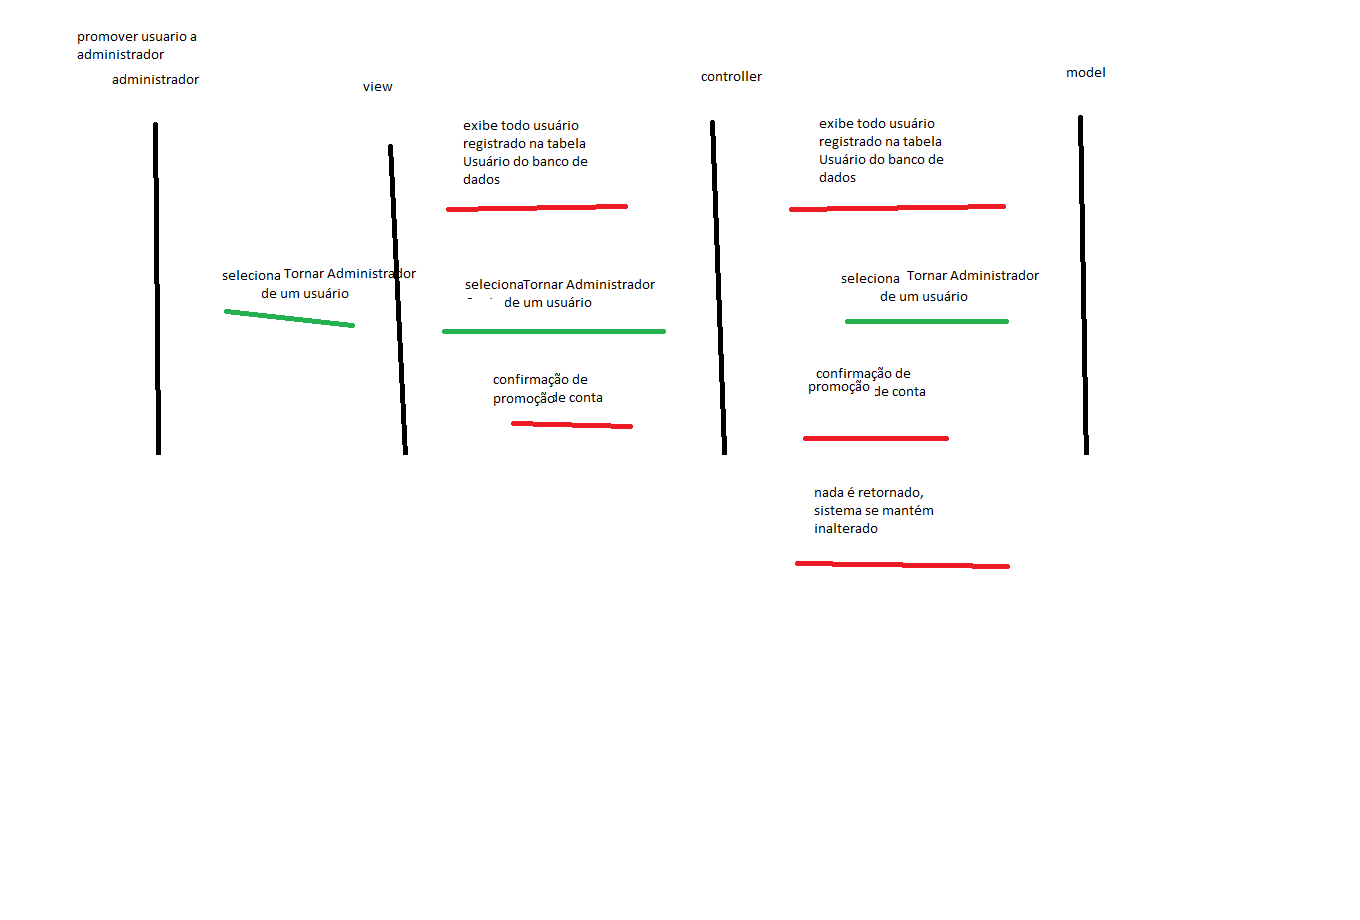 promover usuario a
administrador
administrador
view
controller
model
exibe todo usuário
registrado na tabela
Usuário do banco de
dados
exibe todo usuário
registrado na tabela
Usuário do banco de
dados
seleciona Tornar Administrador
de um usuário
selecionaTornar Administrador
de um usuário
seleciona Tornar Administrador
de um usuário
confirmação de
promoção de conta
confirmação de
promoção de conta
nada é retornado,
sistema se mantém
inalterado